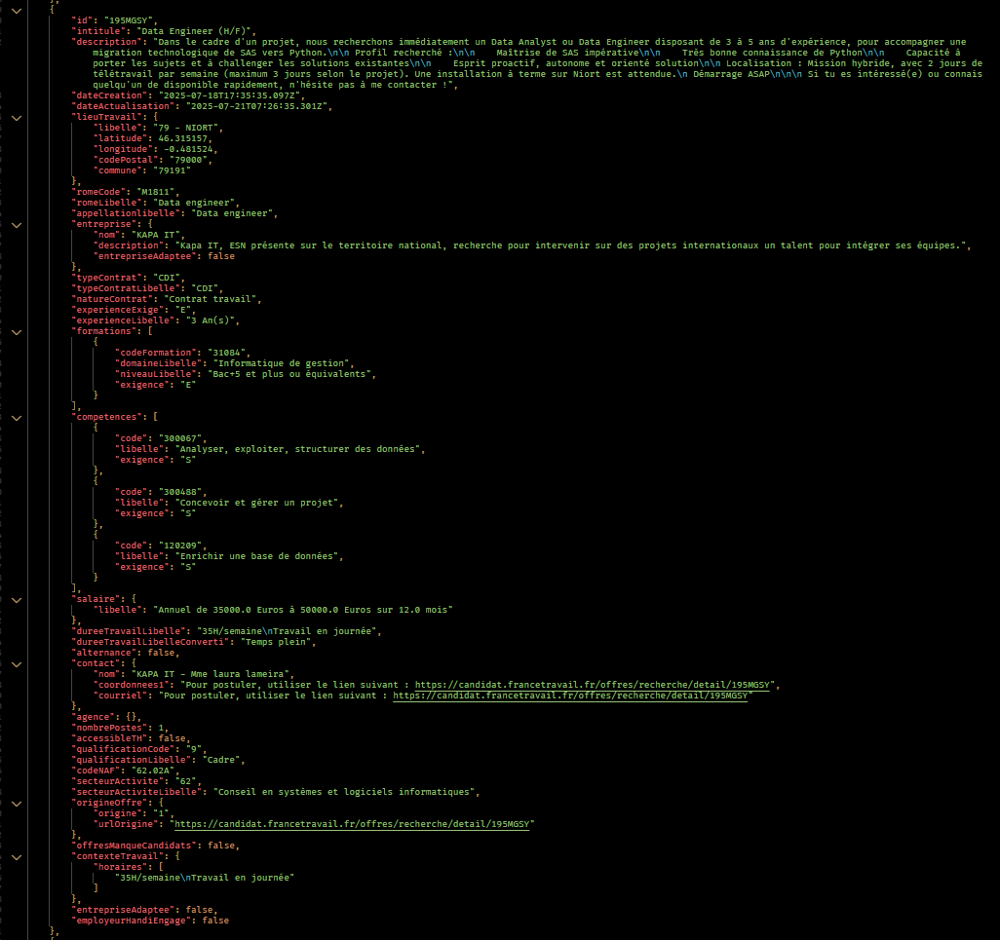 },
{
"id": "195MGSY",
"intitule": "Data Engineer (H/F)",
"description": "Dans le cadre d'un projet, nous recherchons immédiatement un Data Analyst ou Data Engineer disposant de 3 à 5 ans d'expérience, pour accompagner une
migration technologique de SAS vers Python.\n\n Profil recherché :\n\n    Maîtrise de SAS impérative\n\n    Très bonne connaissance de Python\n\n    Capacité à
porter les sujets et à challenger les solutions existantes\n\n    Esprit proactif, autonome et orienté solution\n\n Localisation : Mission hybride, avec 2 jours de
télétravail par semaine (maximum 3 jours selon le projet). Une installation à terme sur Niort est attendue.\n Démarrage ASAP\n\n\n Si tu es intéressé(e) ou connais
quelqu'un de disponible rapidement, n'hésite pas à me contacter !",
"dateCreation": "2025-07-18T17:35:35.097Z",
"dateActualisation": "2025-07-21T07:26:35.301Z",
"lieuTravail": {
"libelle": "79 - NIORT",
"latitude": 46.315157,
"longitude": -0.481524,
"codePostal": "79000",
"commune": "79191"
},
"romeCode": "M1811",
"romeLibelle": "Data engineer",
"appellationlibelle": "Data engineer",
"entreprise": {
"nom": "KAPA IT",
"description": "Kapa IT, ESN présente sur le territoire national, recherche pour intervenir sur des projets internationaux un talent pour intégrer ses équipes.",
"entrepriseAdaptee": false
},
"typeContrat": "CDI",
"typeContratLibelle": "CDI",
"natureContrat": "Contrat travail",
"experienceExige": "E",
"experienceLibelle": "3 An(s)",
"formations": [
{
"codeFormation": "31084",
"domaineLibelle": "Informatique de gestion",
"niveauLibelle": "Bac+5 et plus ou équivalents",
"exigence": "E"
}
],
"competences": [
{
"code": "300067",
"libelle": "Analyser, exploiter, structurer des données",
"exigence": "S"
},
{
"code": "300488",
"libelle": "Concevoir et gérer un projet",
"exigence": "S"
},
{
"code": "120209",
"libelle": "Enrichir une base de données",
"exigence": "S"
}
],
"salaire": {
"libelle": "Annuel de 35000.0 Euros à 50000.0 Euros sur 12.0 mois"
},
"dureeTravailLibelle": "35H/semaine\nTravail en journée",
"dureeTravailLibelleConverti": "Temps plein",
"alternance": false,
"contact": {
"nom": "KAPA IT - Mme laura lameira",
"coordonnees1": "Pour postuler, utiliser le lien suivant : https://candidat.francetravail.fr/offres/recherche/detail/195MGSY",
"courriel": "Pour postuler, utiliser le lien suivant : https://candidat.francetravail.fr/offres/recherche/detail/195MGSY"
},
"agence": {},
"nombrePostes": 1,
"accessibleTH": false,
"qualificationCode": "9",
"qualificationLibelle": "Cadre",
"codeNAF": "62.02A",
"secteurActivite": "62",
"secteurActiviteLibelle": "Conseil en systèmes et logiciels informatiques",
"origineOffre": {
"origine": "1",
"urlOrigine": "https://candidat.francetravail.fr/offres/recherche/detail/195MGSY"
},
"offresManqueCandidats": false,
"contexteTravail": {
"horaires": [
"35H/semaine\nTravail en journée"
]
},
"entrepriseAdaptee": false,
"employeurHandiEngage": false
},
{